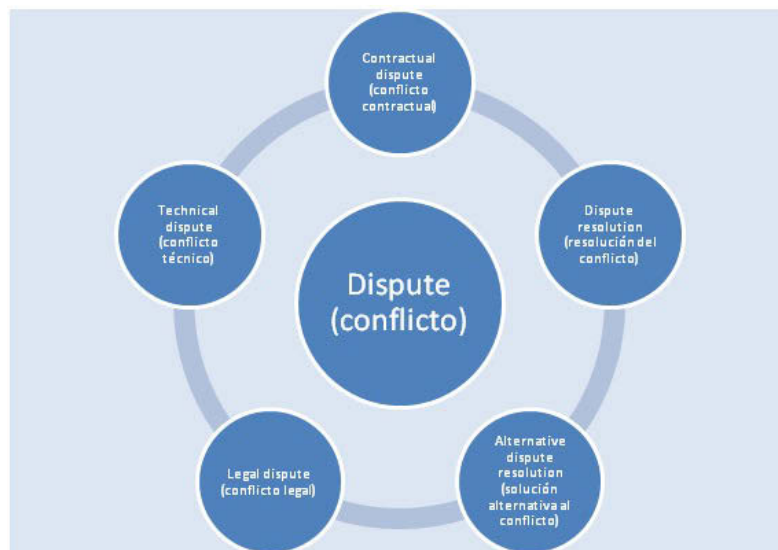 Contractual
dispute
(conflicto
contractual)
Technical
dispute
(conflicto
técnico)
Dispute
resolution
(resolución del
conflicto)
Dispute
(conflicto)
Legal dispute
(conflicto legal)
Alternative
dispute
resolution
(solución
alternativa al
conflicto)